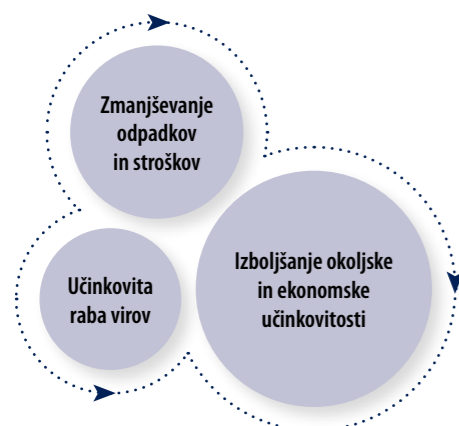 Zmanjševanje
odpadkov
in stroškov
Izboljšanje okoljske
in ekonomske
učinkovitosti
Učinkovita
raba virov